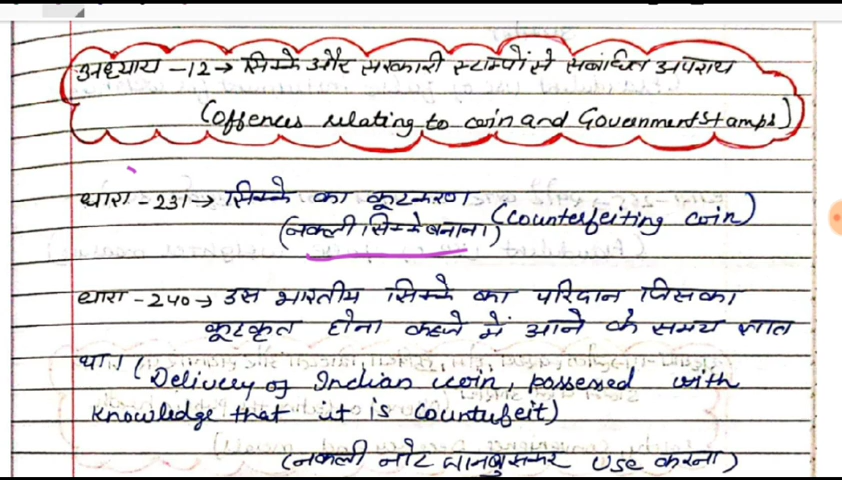 अध्याय -12→ सिक्के और सरकारी स्टाम्पों से सबंधित अपराध
(Offences relating to coin and Government Stamps)
धारा -231→ सिक्के का कूटकरण
(नकली सिक्के बनाना) (Counterfeiting coin)
धारा -240→ उस भारतीय सिक्के का परिदान जिसका
कूटकृत होना कब्जे में आने के समय ज्ञात
था। (Delivery of Indian coin, possessed with
knowledge that it is Counterfeit)
(नकली नोट जानबुझकर use करना)